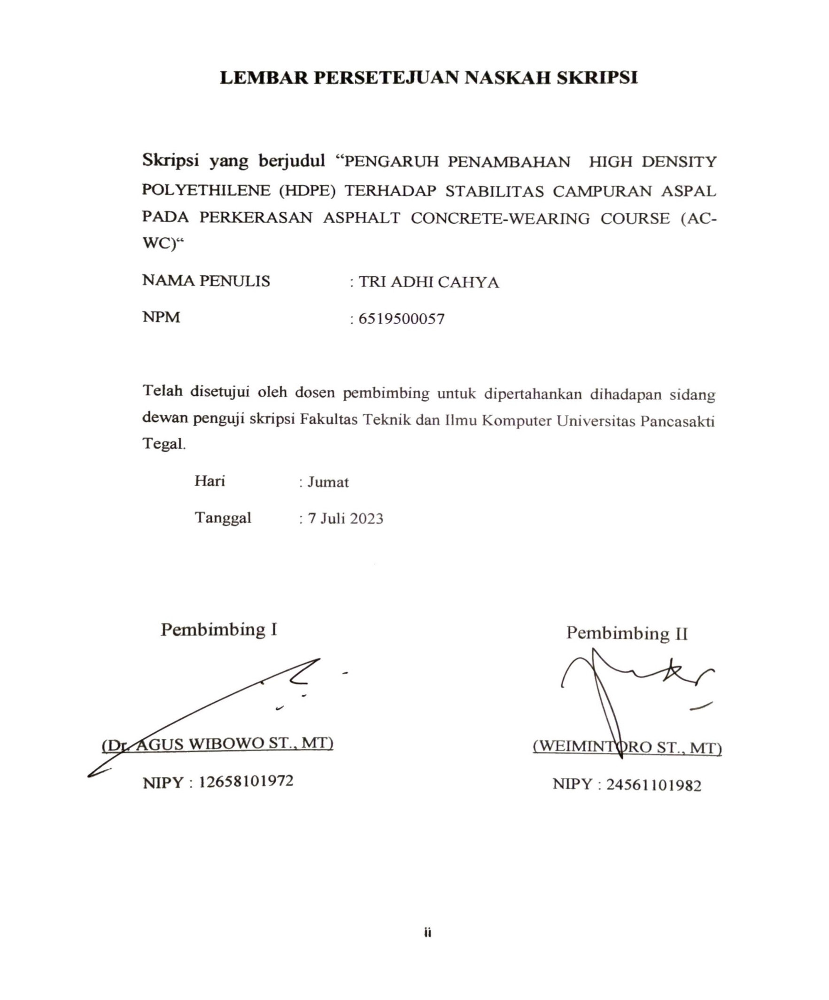 LEMBAR PERSETEJUAN NASKAH SKRIPSI
Skripsi yang berjudul “PENGARUH PENAMBAHAN HIGH DENSITY
POLYETHILENE (HDPE) TERHADAP STABILITAS CAMPURAN ASPAL
PADA PERKERASAN ASPHALT CONCRETE-WEARING COURSE (AC-
WC)“
NAMA PENULIS : TRI ADHI CAHYA
NPM : 6519500057
Telah disetujui oleh dosen pembimbing untuk dipertahankan dihadapan sidang
dewan penguji skripsi Fakultas Teknik dan Ilmu Komputer Universitas Pancasakti
Tegal.
Hari : Jumat
Tanggal : 7 Juli 2023
Pembimbing I
Pembimbing II
(Dr. AGUS WIBOWO ST., MT)
(WEIMINTORO ST., MT)
NIPY : 12658101972
NIPY : 24561101982
ii